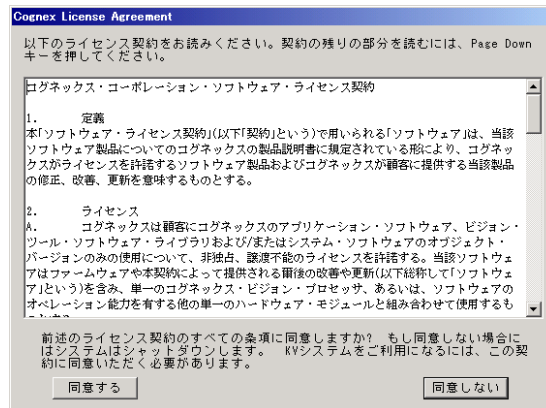 Cognex License Agreement
以下のライセンス契約をお読みください。契約の残りの部分を読むには、Page Down
キーを押してください。
コグネックス・コーポレーション・ソフトウェア・ライセンス契約
1. 定義
本「ソフトウェア・ライセンス契約」(以下「契約」という)で用いられる「ソフトウェア」は、当該
ソフトウェア製品についてのコグネックスの製品説明書に規定されている形により、コグネッ
クスがライセンスを許諾するソフトウェア製品およびコグネックスが顧客に提供する当該製品
の修正、改善、更新を意味するものとする。
2. ライセンス
A. コグネックスは顧客にコグネックスのアプリケーション・ソフトウェア、ビジョン・
ツール・ソフトウェア・ライブラリおよび/またはシステム・ソフトウェアのオブジェクト・
バージョンのみの使用について、非独占、譲渡不能のライセンスを許諾する。当該ソフトウェ
アはファームウェアや本契約によって提供される爾後の改善や更新(以下総称して「ソフトウェ
ア」という)を含み、単一のコグネックス・ビジョン・プロセッサ、あるいは、ソフトウェアの
オペレーション能力を有する他の単一のハードウェア・モジュールと組み合わせて使用するも
前述のライセンス契約のすべての条項に同意しますか? もし同意しない場合に
はシステムはシャットダウンします。 KVシステムをご利用になるには、この契
約に同意いただく必要があります。
同意する
同意しない